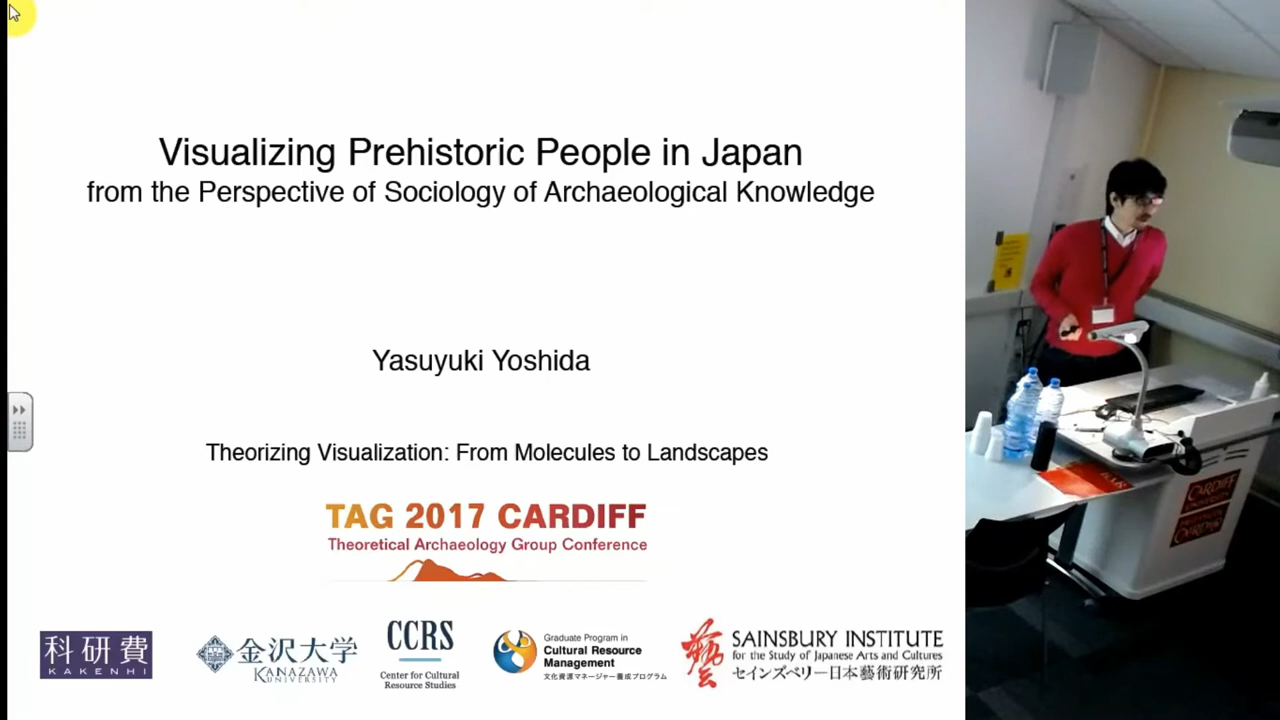 Visualizing Prehistoric People in Japan
from the Perspective of Sociology of Archaeological Knowledge
Yasuyuki Yoshida
Theorizing Visualization: From Molecules to Landscapes
TAG 2017 CARDIFF
Theoretical Archaeology Group Conference
科研費
KAKENHI
金沢大学
KANAZAWA
UNIVERSITY
CCRS
Center for Cultural
Resource Studies
Graduate Program in
Cultural Resource
Management
文化資源マネージャー養成プログラム
SAINSBURY INSTITUTE
for the Study of Japanese Arts and Cultures
セインズベリー日本藝術研究所
CARDIFF
UNIVERSITY
PRIFYSGOL
CAERDYDD